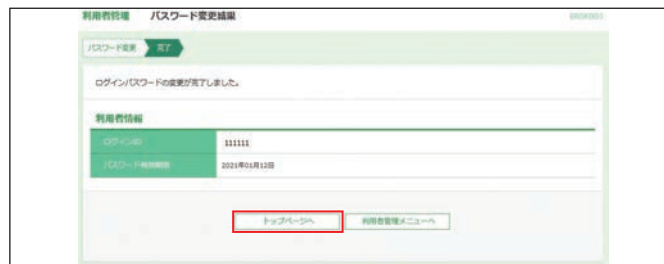 利用者管理 パスワード変更結果
パスワード変更 完了
ログインパスワードの変更が完了しました。
利用者情報
ログインID 111111
パスワード有効期限 2021年01月12日
トップページへ 利用者管理メニューへ